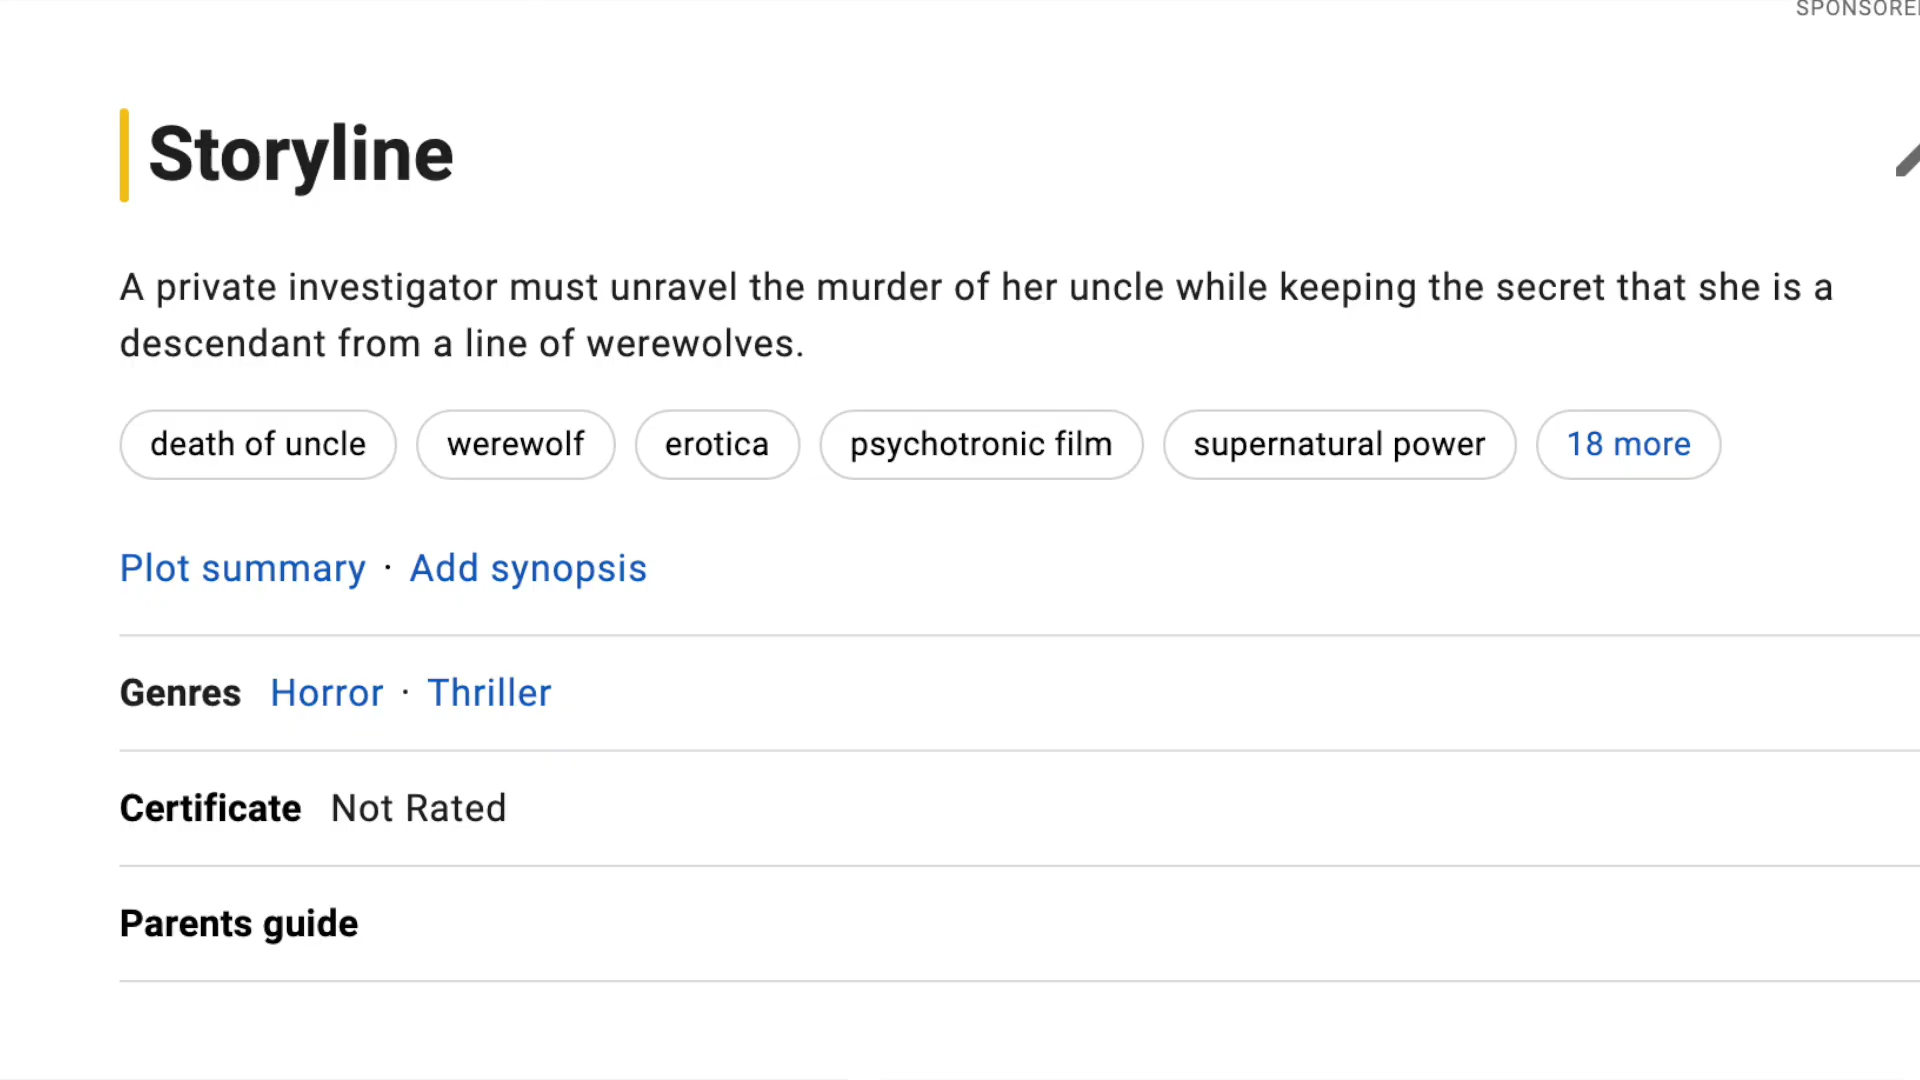 SPONSORE
Storyline
A private investigator must unravel the murder of her uncle while keeping the secret that she is a
descendant from a line of werewolves.
death of uncle werewolf erotica psychotronic film supernatural power 18 more
Plot summary · Add synopsis
Genres Horror · Thriller
Certificate Not Rated
Parents guide